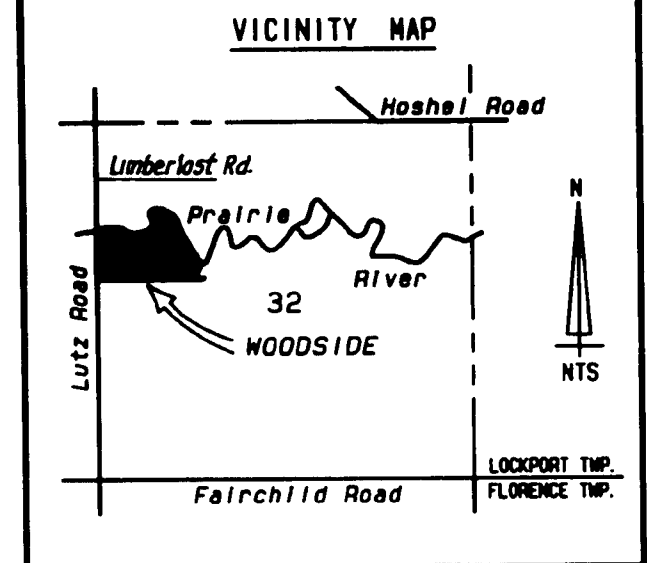 VICINITY MAP
Hoshel Road
Limberlost Rd.
Prairie
River
N
32
Lutz Road
WOODSIDE
NTS
LOCKPORT TWP.
Fairchild Road
FLORENCE TWP.